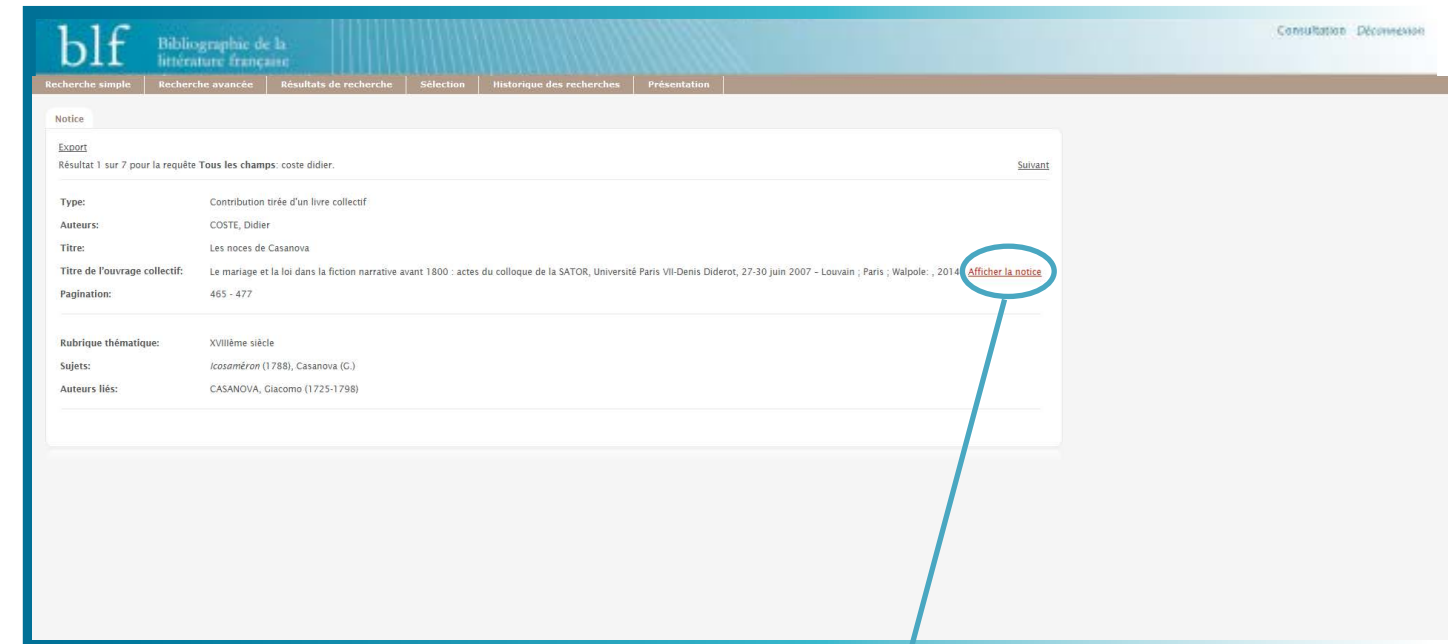 blf Bibliographie de la
littérature française
Consultation Déconnexion
Recherche simple Recherche avancée Résultats de recherche Sélection Historique des recherches Présentation
Notice
Export
Résultat 1 sur 7 pour la requête Tous les champs: coste didier.
Suivant
Type: Contribution tirée d'un livre collectif
Auteurs: COSTE, Didier
Titre: Les noces de Casanova
Titre de l'ouvrage collectif: Le mariage et la loi dans la fiction narrative avant 1800 : actes du colloque de la SATOR, Université Paris VII-Denis Diderot, 27-30 juin 2007 - Louvain ; Paris ; Walpole: , 2014 Afficher la notice
Pagination: 465 - 477
Rubrique thématique: XVIIIème siècle
Sujets: Icosaméron (1788), Casanova (G.)
Auteurs liés: CASANOVA, Giacomo (1725-1798)